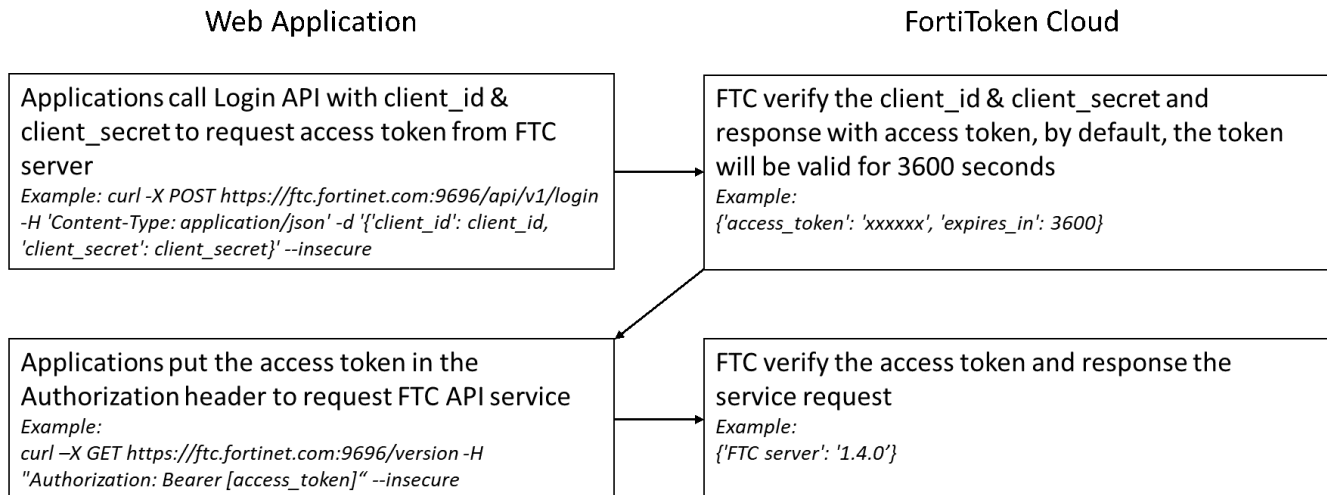 Web Application
FortiToken Cloud
Applications call Login API with client_id &
client_secret to request access token from FTC
server
Example: curl -X POST https://ftc.fortinet.com:9696/api/v1/login
-H 'Content-Type: application/json' -d '{'client_id': client_id,
'client_secret': client_secret}' --insecure
FTC verify the client_id & client_secret and
response with access token, by default, the token
will be valid for 3600 seconds
Example:
{'access_token': 'xxxxxx', 'expires_in': 3600}
Applications put the access token in the
Authorization header to request FTC API service
Example:
curl –X GET https://ftc.fortinet.com:9696/version -H
"Authorization: Bearer [access_token]“ --insecure
FTC verify the access token and response the
service request
Example:
{'FTC server': '1.4.0’}